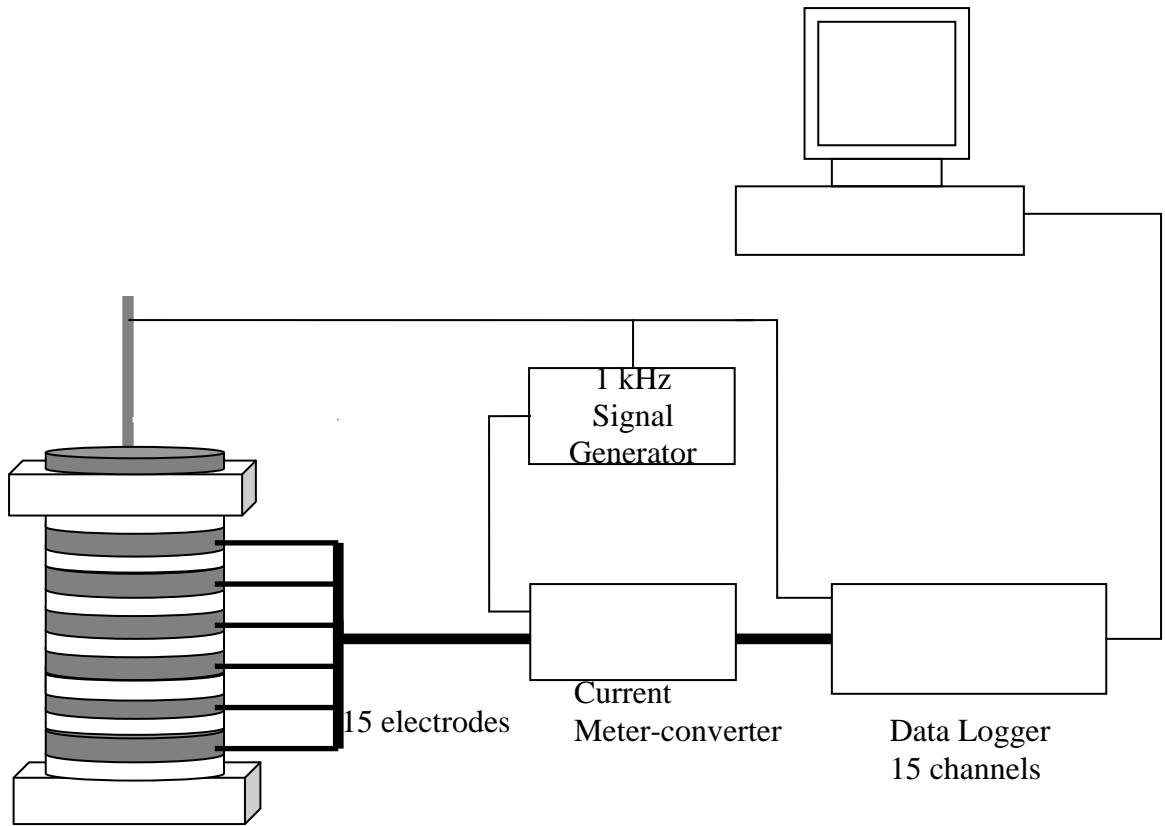 1 kHz
Signal
Generator
15 electrodes
Current
Meter-converter
Data Logger
15 channels